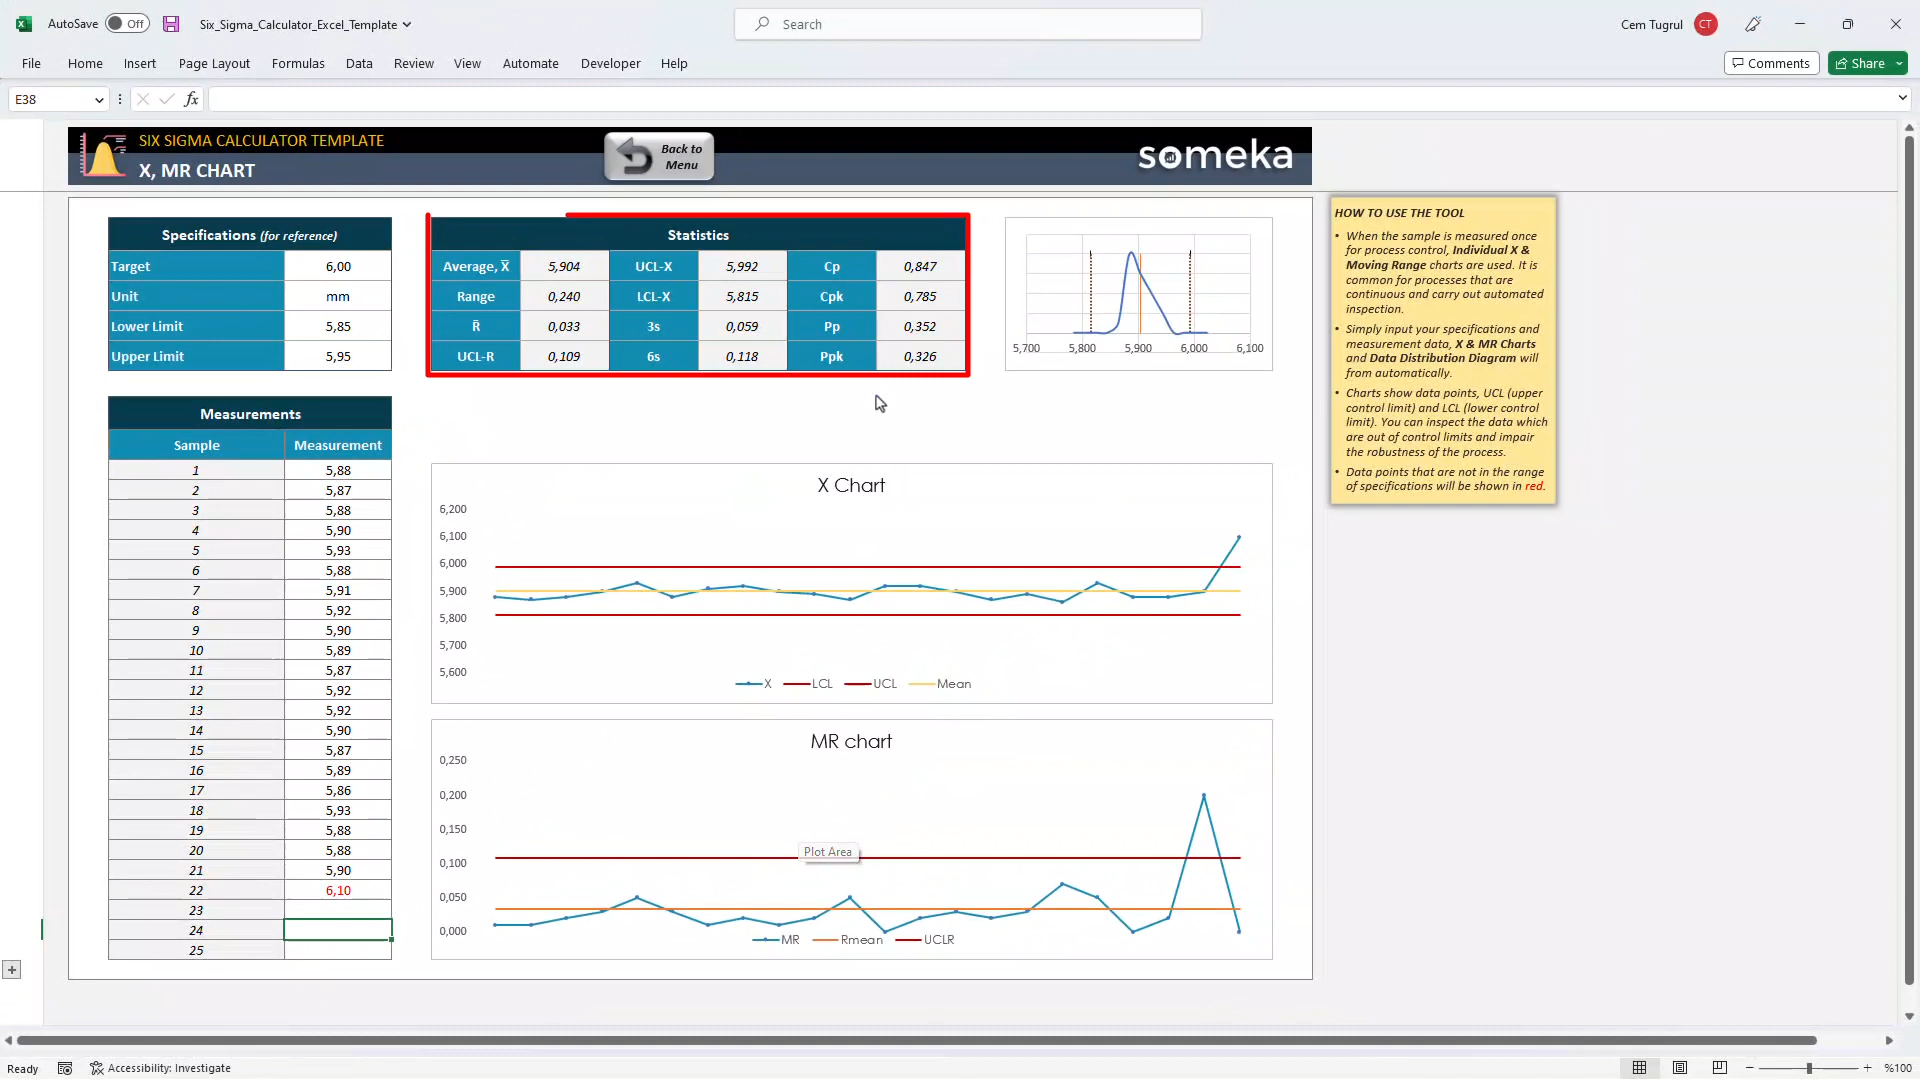 AutoSave Off Six_Sigma_Calculator_Excel_Template Search Cem Tugrul CT
File Home Insert Page Layout Formulas Data Review View Automate Developer Help Comments Share
E38 fx
SIX SIGMA CALCULATOR TEMPLATE
X, MR CHART
Back to
Menu
someka
Specifications (for reference)
Target 6,00
Unit mm
Lower Limit 5,85
Upper Limit 5,95
Statistics
Average, X̅ 5,904 UCL-X 5,992 Cp 0,847
Range 0,240 LCL-X 5,815 Cpk 0,785
R̅ 0,033 3s 0,059 Pp 0,352
UCL-R 0,109 6s 0,118 Ppk 0,326
5,700 5,800 5,900 6,000 6,100
HOW TO USE THE TOOL
• When the sample is measured once
for process control, Individual X &
Moving Range charts are used. It is
common for processes that are
continuous and carry out automated
inspection.
• Simply input your specifications and
measurement data, X & MR Charts
and Data Distribution Diagram will
from automatically.
• Charts show data points, UCL (upper
control limit) and LCL (lower control
limit). You can inspect the data which
are out of control limits and impair
the robustness of the process.
• Data points that are not in the range
of specifications will be shown in red.
Measurements
Sample Measurement
1 5,88
2 5,87
3 5,88
4 5,90
5 5,93
6 5,88
7 5,91
8 5,92
9 5,90
10 5,89
11 5,87
12 5,92
13 5,92
14 5,90
15 5,87
16 5,89
17 5,86
18 5,93
19 5,88
20 5,88
21 5,90
22 6,10
23
24
25
X Chart
6,200
6,100
6,000
5,900
5,800
5,700
5,600
X LCL UCL Mean
MR chart
0,250
0,200
0,150
0,100
0,050
0,000
Plot Area
MR Rmean UCLR
Ready Accessibility: Investigate %100